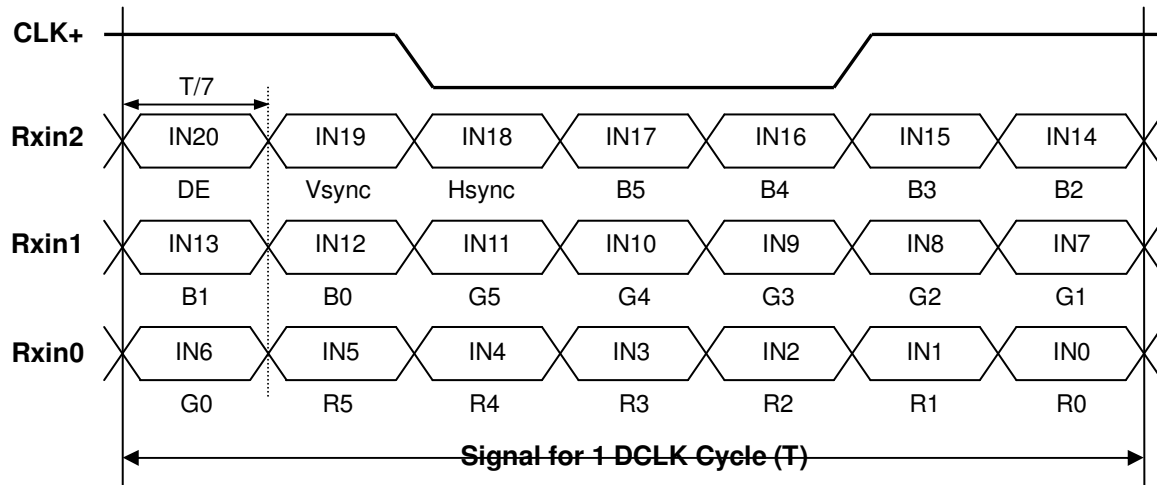 CLK+
T/7
Rxin2 IN20 IN19 IN18 IN17 IN16 IN15 IN14
DE Vsync Hsync B5 B4 B3 B2
Rxin1 IN13 IN12 IN11 IN10 IN9 IN8 IN7
B1 B0 G5 G4 G3 G2 G1
Rxin0 IN6 IN5 IN4 IN3 IN2 IN1 IN0
G0 R5 R4 R3 R2 R1 R0
Signal for 1 DCLK Cycle (T)